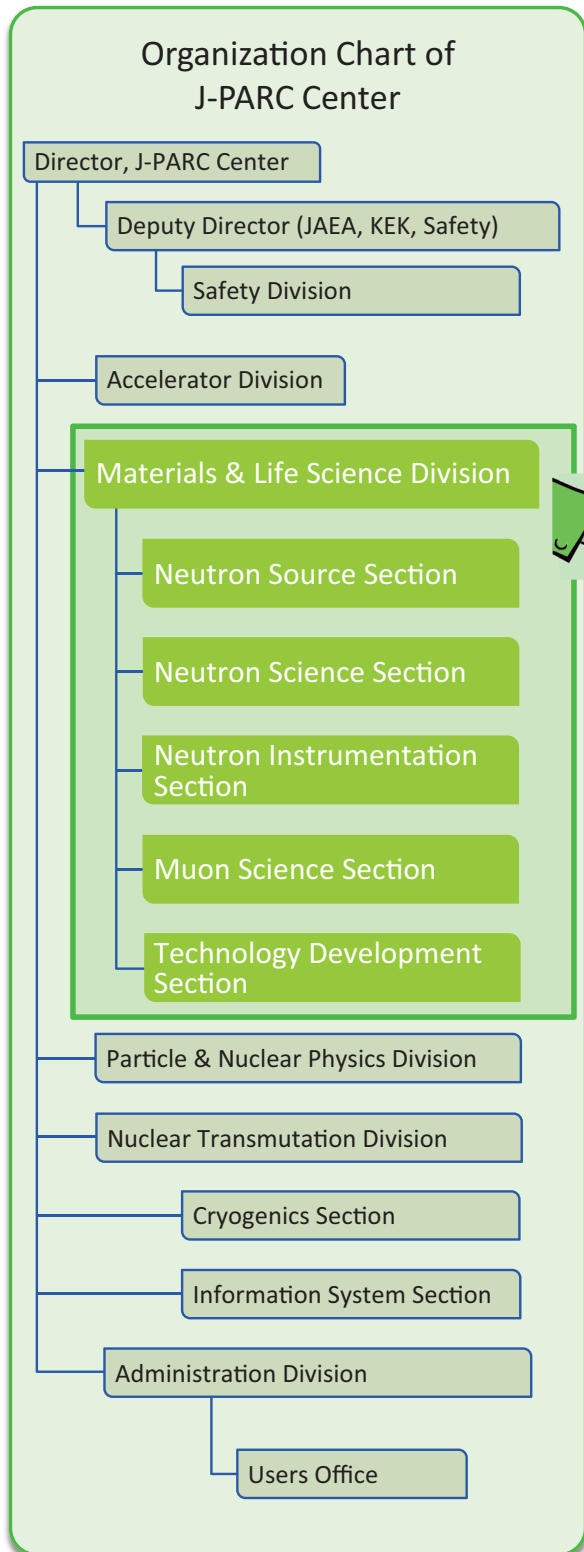 Organization Chart of
J-PARC Center
Director, J-PARC Center
Deputy Director (JAEA, KEK, Safety)
Safety Division
Accelerator Division
Materials & Life Science Division
Neutron Source Section
Neutron Science Section
Neutron Instrumentation
Section
Muon Science Section
Technology Development
Section
Particle & Nuclear Physics Division
Nuclear Transmutation Division
Cryogenics Section
Information System Section
Administration Division
Users Office